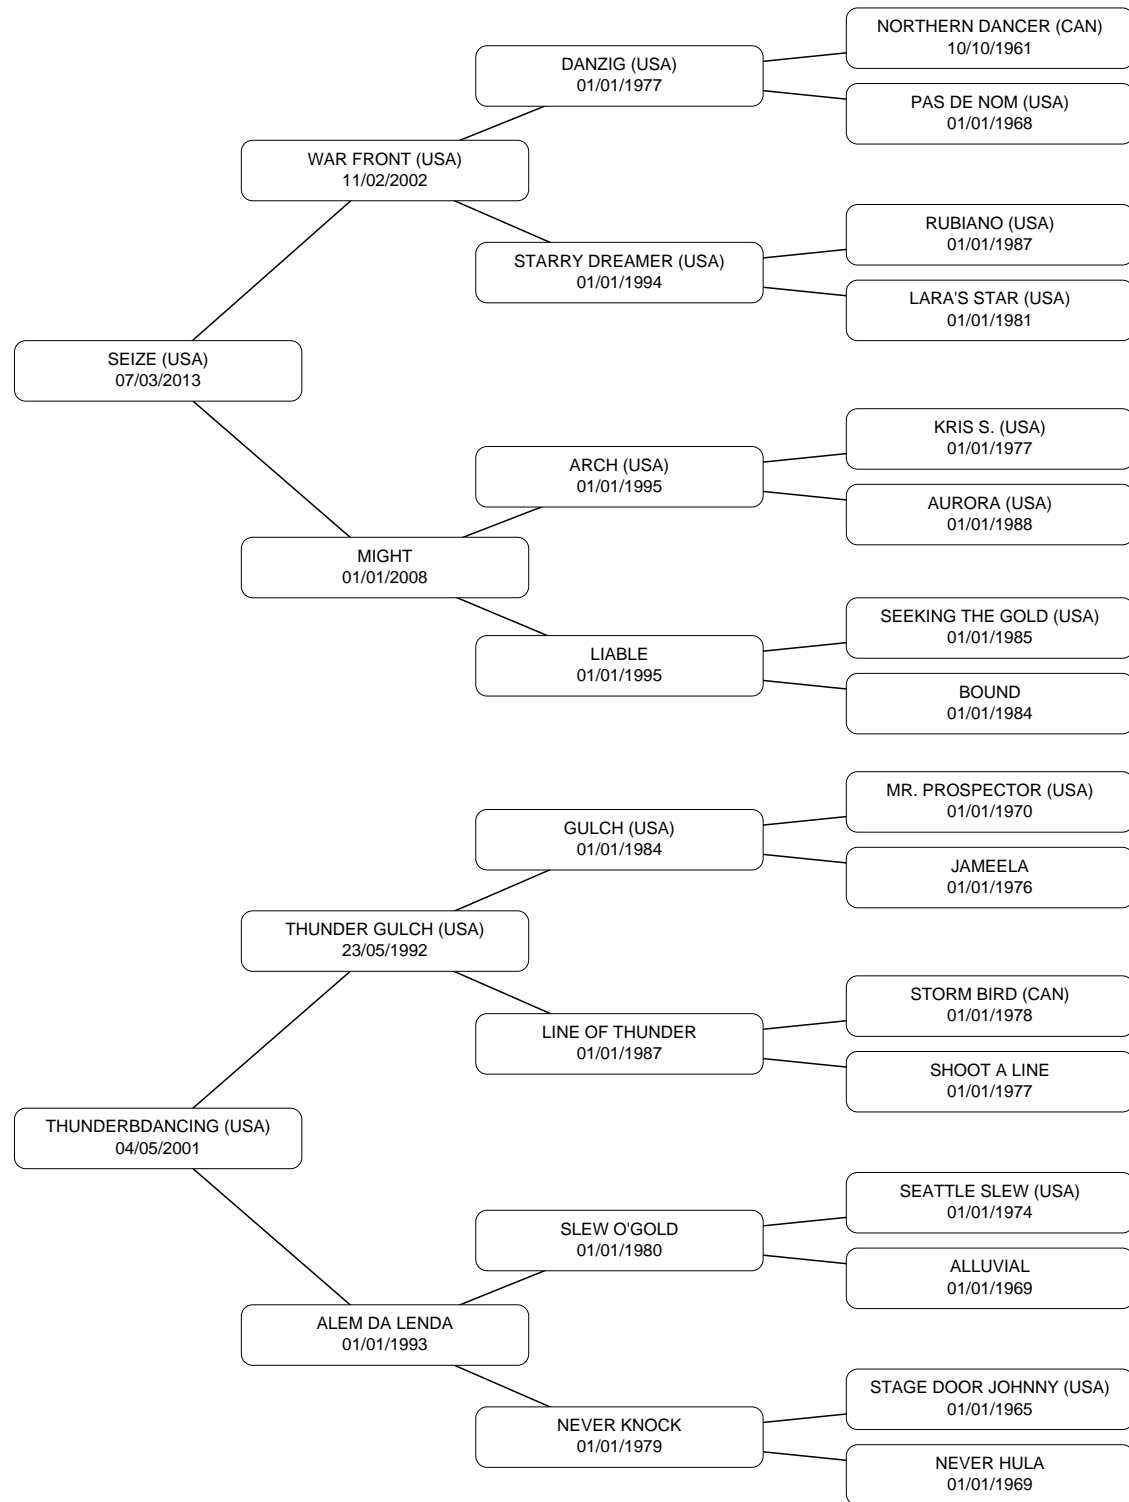 NORTHERN DANCER (CAN)
10/10/1961
DANZIG (USA)
01/01/1977
PAS DE NOM (USA)
01/01/1968
WAR FRONT (USA)
11/02/2002
RUBIANO (USA)
01/01/1987
STARRY DREAMER (USA)
01/01/1994
LARA'S STAR (USA)
01/01/1981
SEIZE (USA)
07/03/2013
KRIS S. (USA)
01/01/1977
ARCH (USA)
01/01/1995
AURORA (USA)
01/01/1988
MIGHT
01/01/2008
SEEKING THE GOLD (USA)
01/01/1985
LIABLE
01/01/1995
BOUND
01/01/1984
MR. PROSPECTOR (USA)
01/01/1970
GULCH (USA)
01/01/1984
JAMEELA
01/01/1976
THUNDER GULCH (USA)
23/05/1992
STORM BIRD (CAN)
01/01/1978
LINE OF THUNDER
01/01/1987
SHOOT A LINE
01/01/1977
THUNDERBDANCING (USA)
04/05/2001
SEATTLE SLEW (USA)
01/01/1974
SLEW O'GOLD
01/01/1980
ALLUVIAL
01/01/1969
ALEM DA LENDA
01/01/1993
STAGE DOOR JOHNNY (USA)
01/01/1965
NEVER KNOCK
01/01/1979
NEVER HULA
01/01/1969